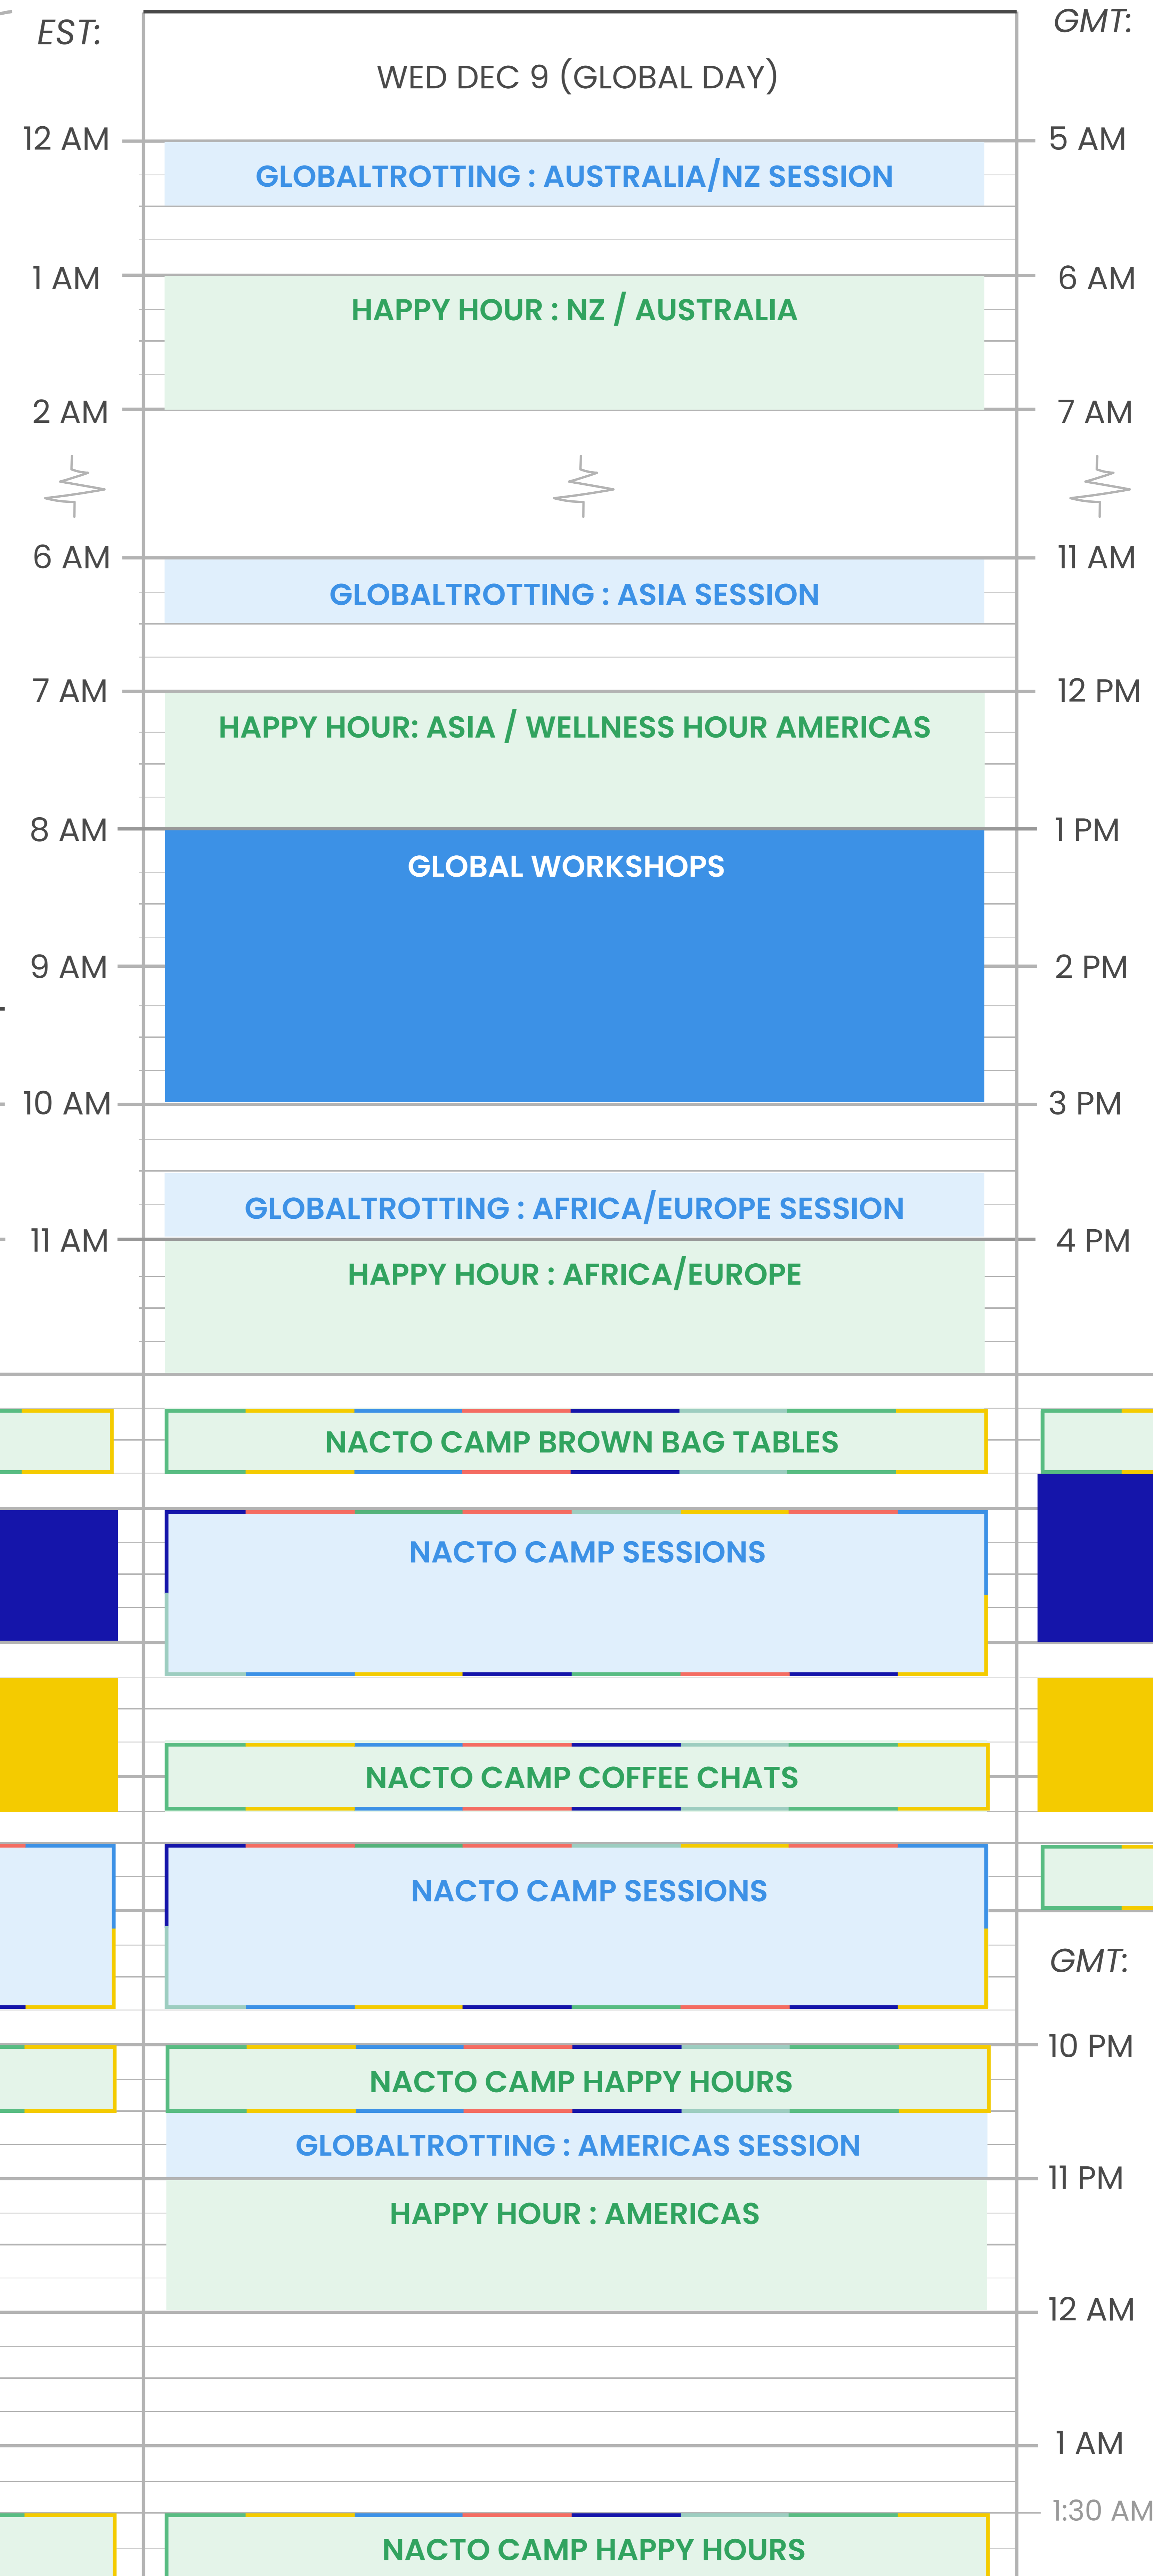 EST:
GMT:
WED DEC 9 (GLOBAL DAY)
12 AM
5 AM
GLOBALTROTTING : AUSTRALIA/NZ SESSION
1 AM
6 AM
HAPPY HOUR : NZ / AUSTRALIA
2 AM
7 AM
6 AM
11 AM
GLOBALTROTTING : ASIA SESSION
7 AM
12 PM
HAPPY HOUR: ASIA / WELLNESS HOUR AMERICAS
8 AM
1 PM
GLOBAL WORKSHOPS
9 AM
2 PM
10 AM
3 PM
GLOBALTROTTING : AFRICA/EUROPE SESSION
11 AM
4 PM
HAPPY HOUR : AFRICA/EUROPE
NACTO CAMP BROWN BAG TABLES
NACTO CAMP SESSIONS
NACTO CAMP COFFEE CHATS
NACTO CAMP SESSIONS
GMT:
10 PM
NACTO CAMP HAPPY HOURS
GLOBALTROTTING : AMERICAS SESSION
11 PM
HAPPY HOUR : AMERICAS
12 AM
1 AM
1:30 AM
NACTO CAMP HAPPY HOURS